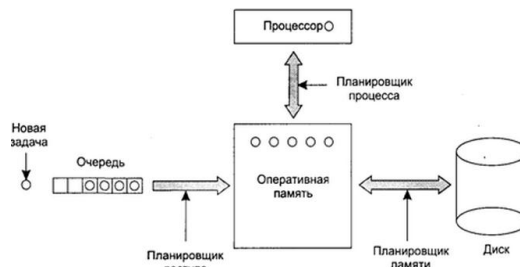 Процессор
Планировщик
процесса
Новая
задача
Очередь
Оперативная
память
Планировщик
Планировщик
памяти
Диск